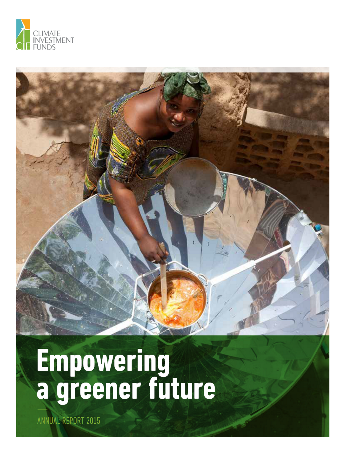 CLIMATE
INVESTMENT
FUNDS
Empowering
a greener future
ANNUAL REPORT 2015